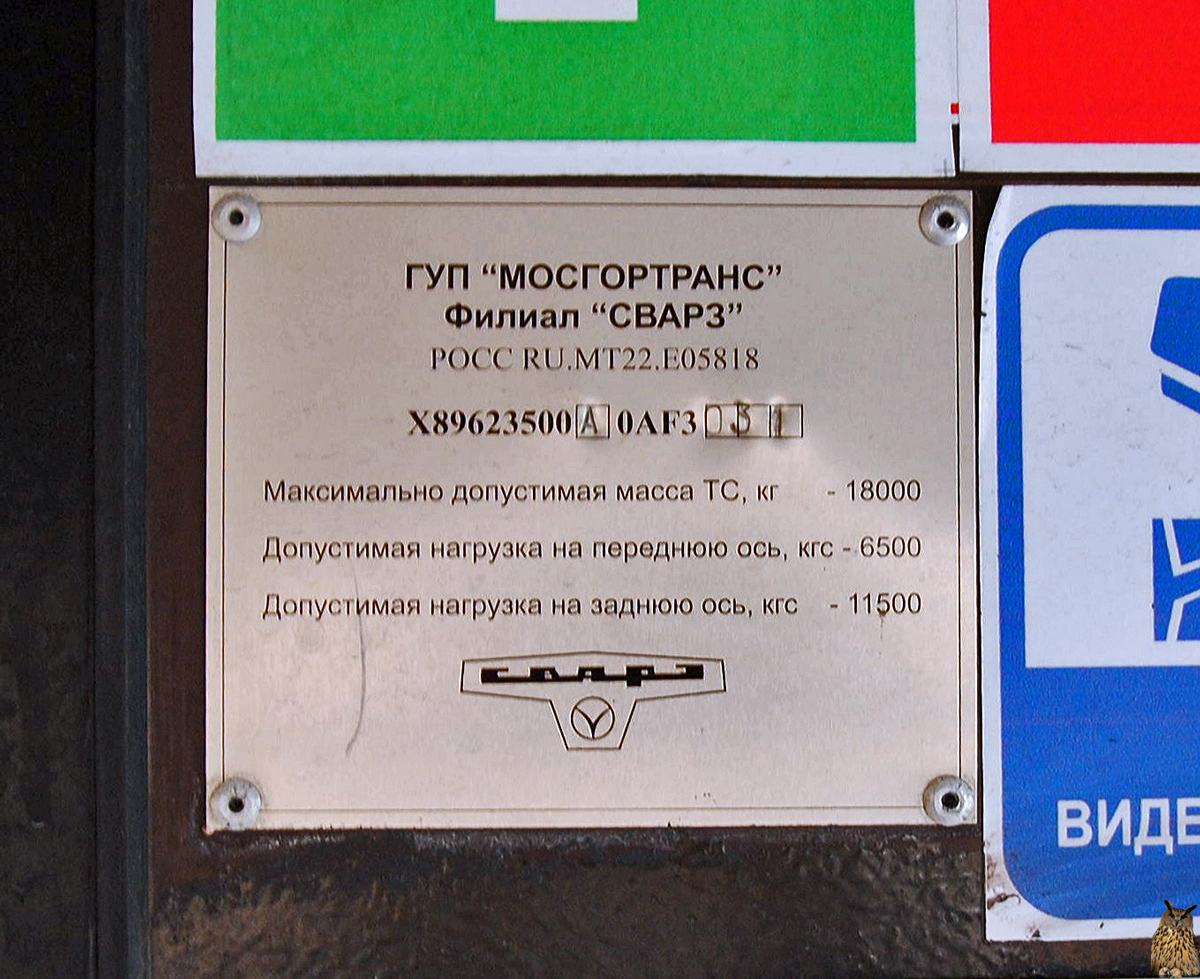 ГУП “МОСГОРТРАНС”
Филиал “СВАРЗ”
РОСС RU.МТ22.Е05818
X89623500A0AF3031
Максимально допустимая масса ТС, кг - 18000
Допустимая нагрузка на переднюю ось, кгс - 6500
Допустимая нагрузка на заднюю ось, кгс - 11500
сварз
ВИДЕ